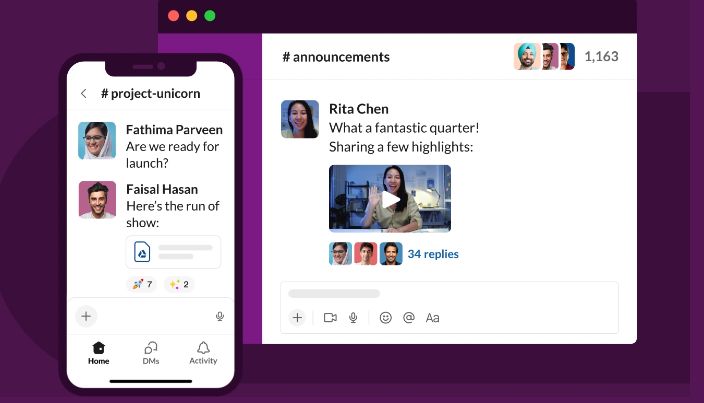 # project-unicorn
Fathima Parveen
Are we ready for
launch?
Faisal Hasan
Here's the run of
show:
🚀 7
✨ 2
Home
DMs
Activity
# announcements
1,163
Rita Chen
What a fantastic quarter!
Sharing a few highlights:
34 replies
@
Aa